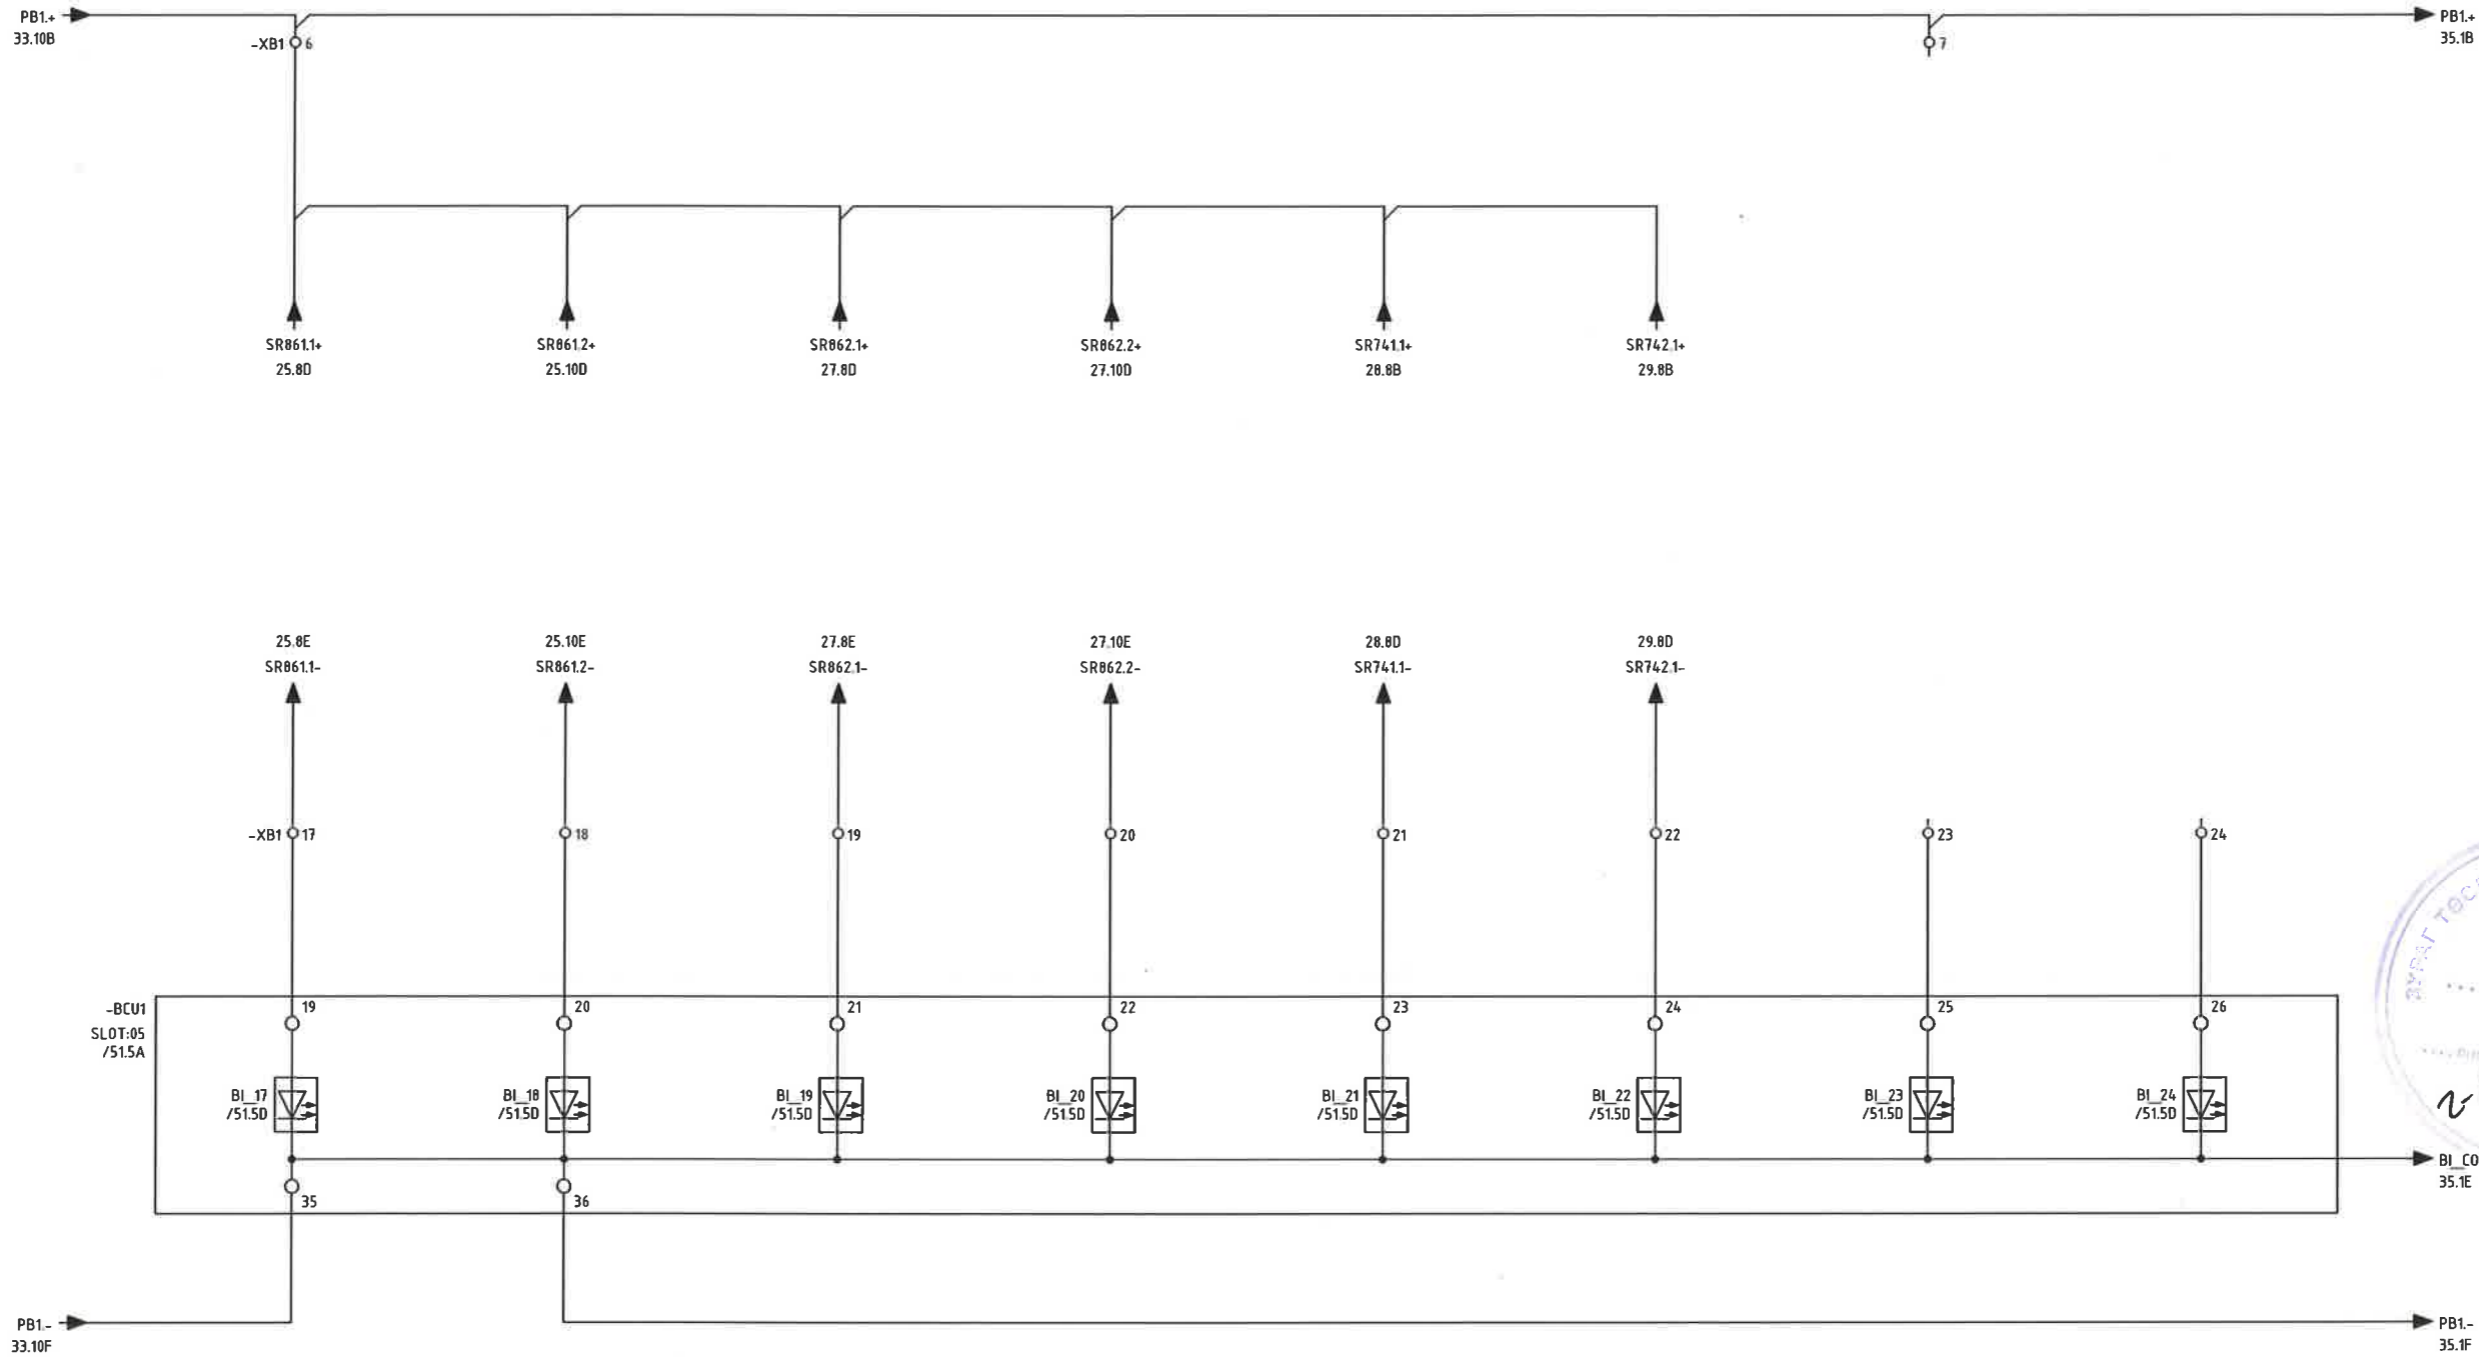 PB1.+
33.10B
-XB1 6
7
PB1.+
35.1B
SR861.1+
25.8D
SR861.2+
25.10D
SR862.1+
27.8D
SR862.2+
27.10D
SR741.1+
28.8B
SR742.1+
29.8B
25.8E
SR861.1-
25.10E
SR861.2-
27.8E
SR862.1-
27.10E
SR862.2-
28.8D
SR741.1-
29.8D
SR742.1-
-XB1 17
18
19
20
21
22
23
24
-BCU1
SLOT:05
/51.5A
19
20
21
22
23
24
25
26
BI_17
/51.5D
BI_18
/51.5D
BI_19
/51.5D
BI_20
/51.5D
BI_21
/51.5D
BI_22
/51.5D
BI_23
/51.5D
BI_24
/51.5D
35
36
BI_CO
35.1E
PB1.-
33.10F
PB1.-
35.1F
ЗУРАГ ТӨС